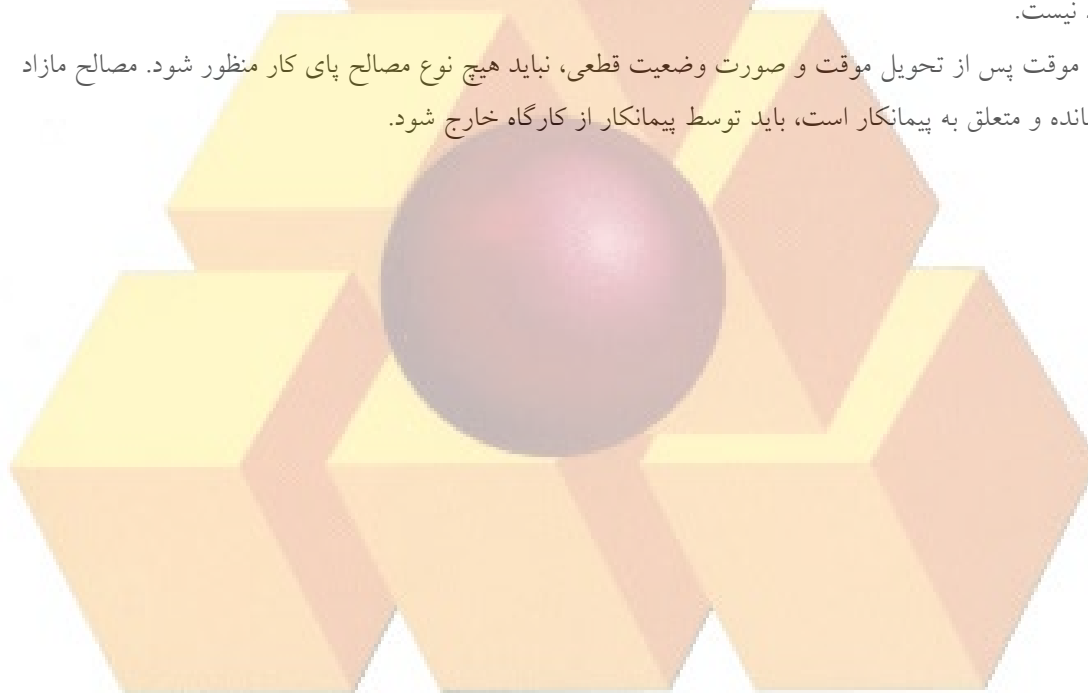 نیست.
موقت پس از تحویل موقت و صورت وضعیت قطعی، نباید هیچ نوع مصالح پای کار منظور شود. مصالح مازاد
انده و متعلق به پیمانکار است، باید توسط پیمانکار از کارگاه خارج شود.